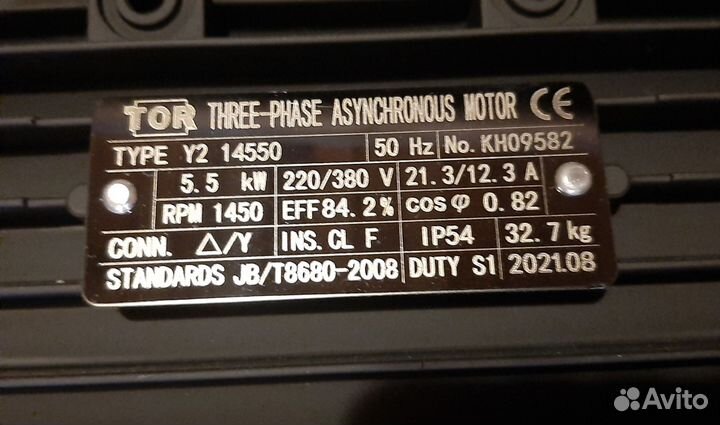 TOR THREE-PHASE ASYNCHRONOUS MOTOR CE
TYPE Y2 14550 50 Hz No. KH09582
5.5 kW 220/380 V 21.3/12.3 A
RPM 1450 EFF 84.2% cos φ 0.82
CONN. △/Y INS. CL F IP54 32.7kg
STANDARDS JB/T8680-2008 DUTY S1 2021.08
Avito